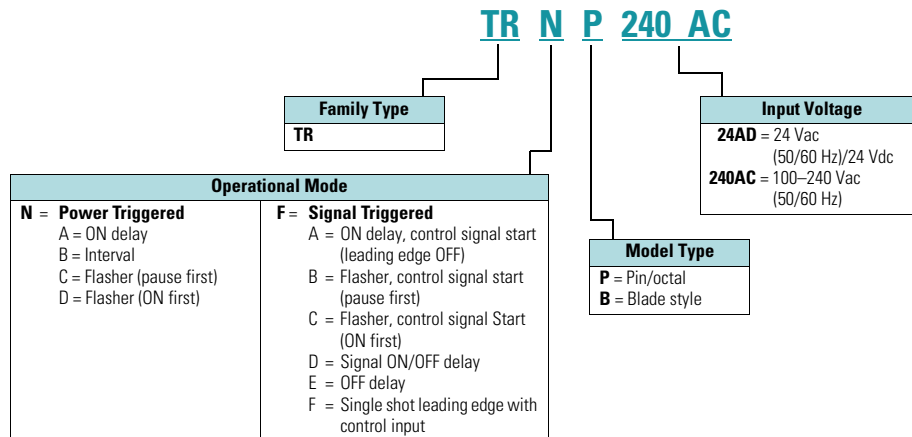 TR N P 240 AC
Family Type
TR
Input Voltage
24AD = 24 Vac
(50/60 Hz)/24 Vdc
240AC = 100–240 Vac
(50/60 Hz)
Operational Mode
N = Power Triggered
A = ON delay
B = Interval
C = Flasher (pause first)
D = Flasher (ON first)
F = Signal Triggered
A = ON delay, control signal start
(leading edge OFF)
B = Flasher, control signal start
(pause first)
C = Flasher, control signal Start
(ON first)
D = Signal ON/OFF delay
E = OFF delay
F = Single shot leading edge with
control input
Model Type
P = Pin/octal
B = Blade style